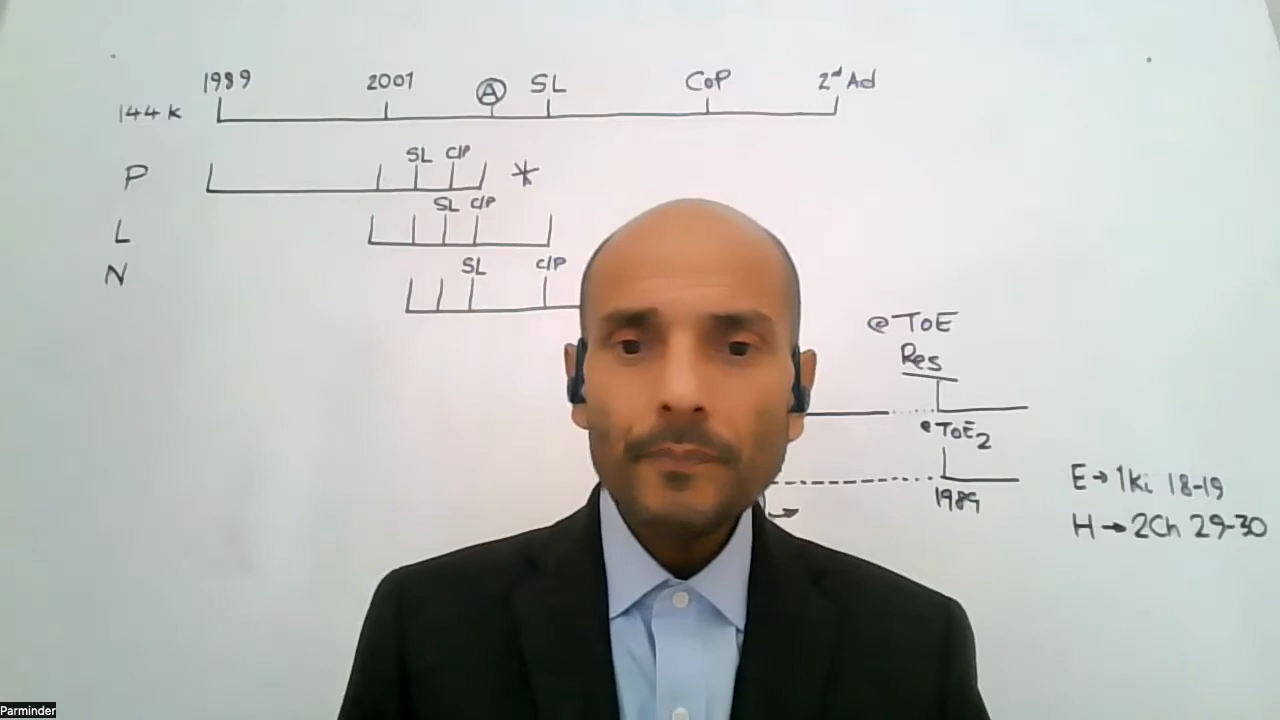 1989 2001 A SL CoP 2nd Ad
144 K
P SL C/P *
L SL C/P
N SL C/P
@ ToE
Res
@ ToE2
1989
E → 1Ki 18-19
H → 2Ch 29-30
Parminder